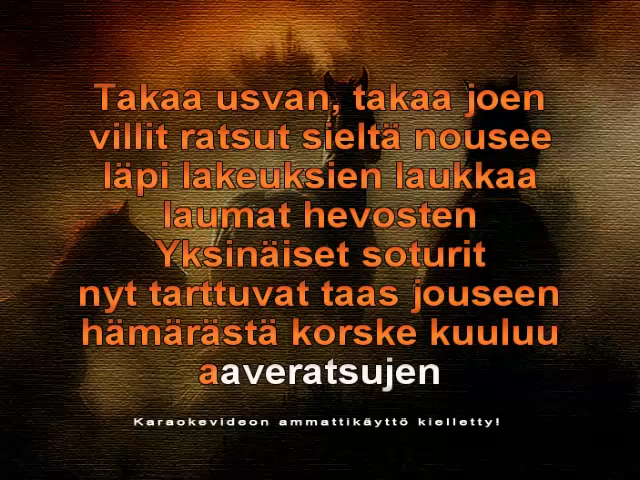 Takaa usvan, takaa joen
villit ratsut sieltä nousee
läpi lakeuksien laukkaa
laumat hevosten
Yksinäiset soturit
nyt tarttuvat taas jouseen
hämärästä korske kuuluu
aaveratsujen
Karaokevideon ammattikäyttö kielletty!